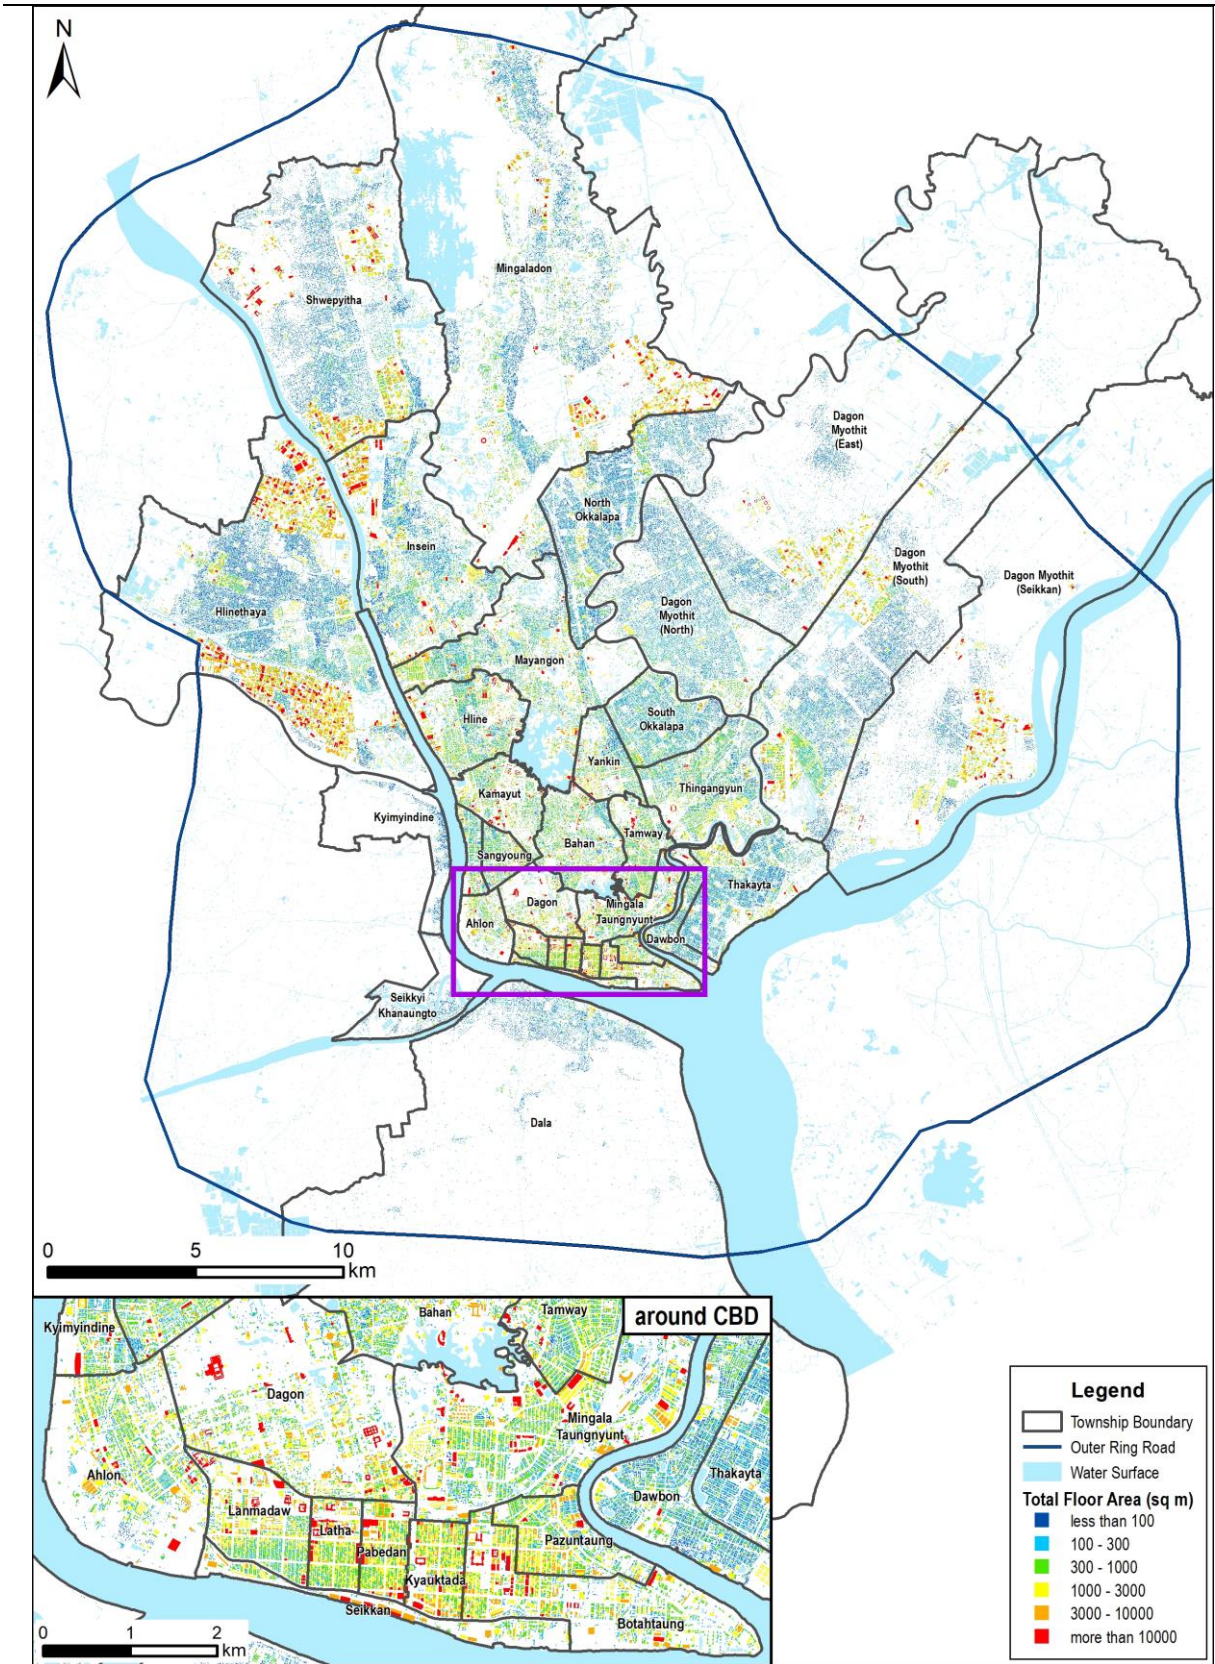 N
Mingaladon
Shwepyitha
Dagon
Myothit
(East)
North
Okkalapa
Insein
Dagon
Myothit
(South)
Dagon Myothit
(Seikkan)
Hlinethaya
Dagon
Myothit
(North)
Mayangon
Hline
South
Okkalapa
Yankin
Thingangyun
Kamayut
Kyimyindine
Tamway
Bahan
Sangyoung
Thakayta
Dagon
Mingala
Taungnyunt
Ahlon
Dawbon
Seikkyi
Khanaungto
Dala
0 5 10
km
around CBD
Kyimyindine
Bahan
Tamway
Dagon
Mingala
Taungnyunt
Ahlon
Thakayta
Dawbon
Lanmadaw
Latha
Pabedan
Pazuntaung
Kyauktada
Seikkan
Botahtaung
0 1 2
km
Legend
Township Boundary
Outer Ring Road
Water Surface
Total Floor Area (sq m)
less than 100
100 - 300
300 - 1000
1000 - 3000
3000 - 10000
more than 10000